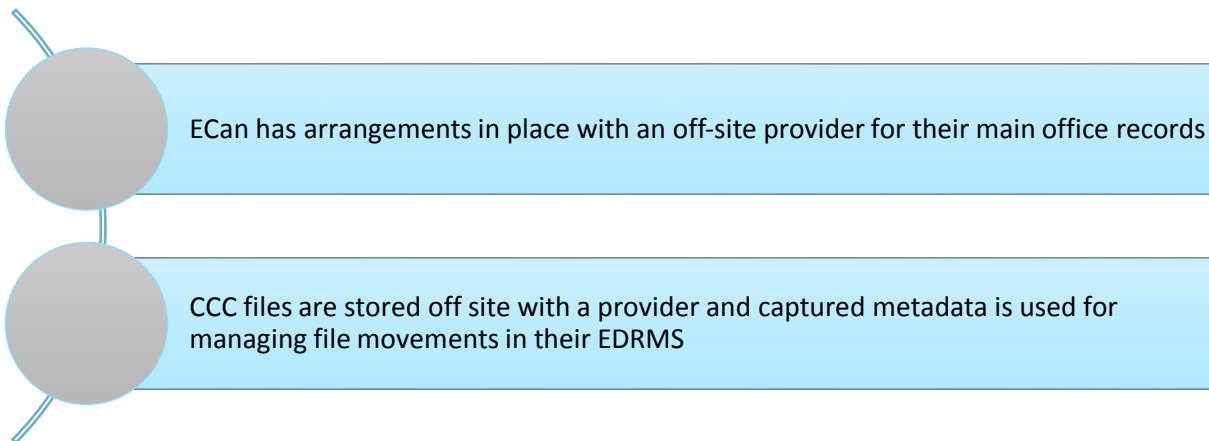 ECan has arrangements in place with an off-site provider for their main office records
CCC files are stored off site with a provider and captured metadata is used for
managing file movements in their EDRMS